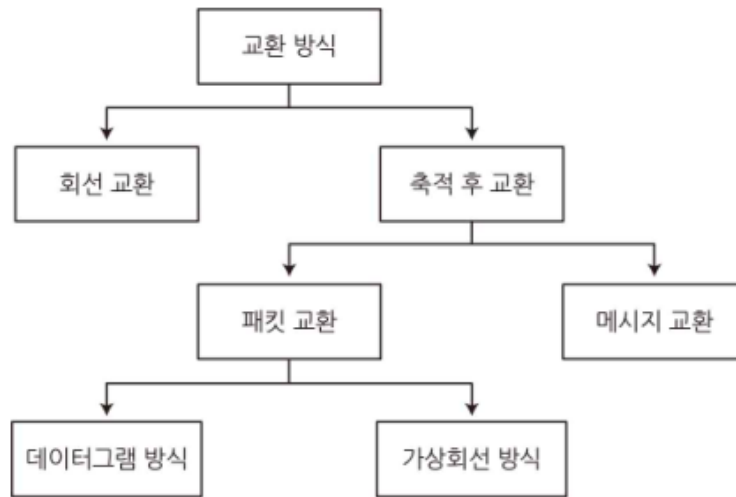 교환 방식
회선 교환
축적 후 교환
패킷 교환
메시지 교환
데이터그램 방식
가상회선 방식